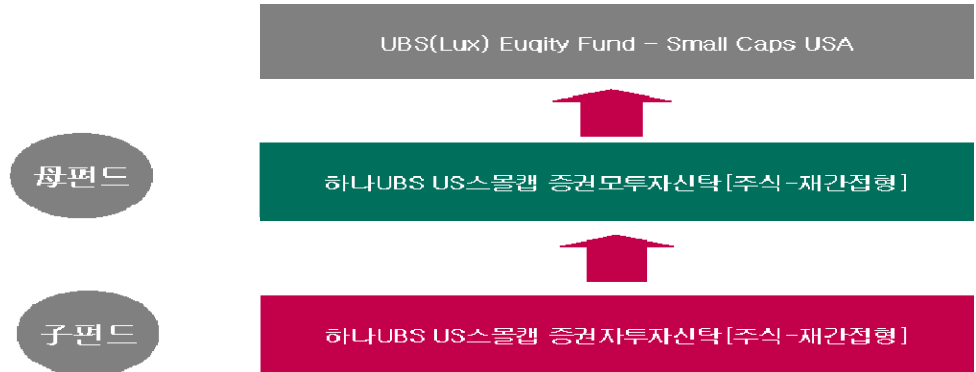 UBS(Lux) Euqity Fund - Small Caps USA
母펀드
하나UBS US스몰캡 증권모투자신탁[주식-재간접형]
子펀드
하나UBS US스몰캡 증권자투자신탁[주식-재간접형]